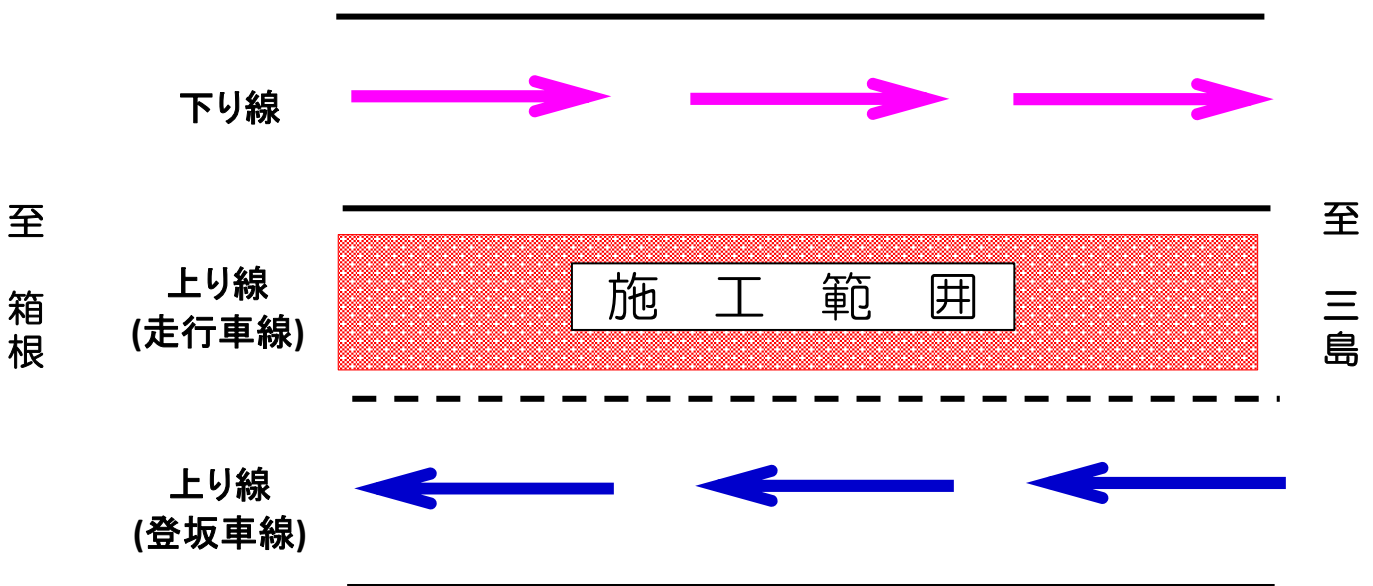 下り線
至 箱根
上り線
(走行車線)
施工範囲
至 三島
上り線
(登坂車線)